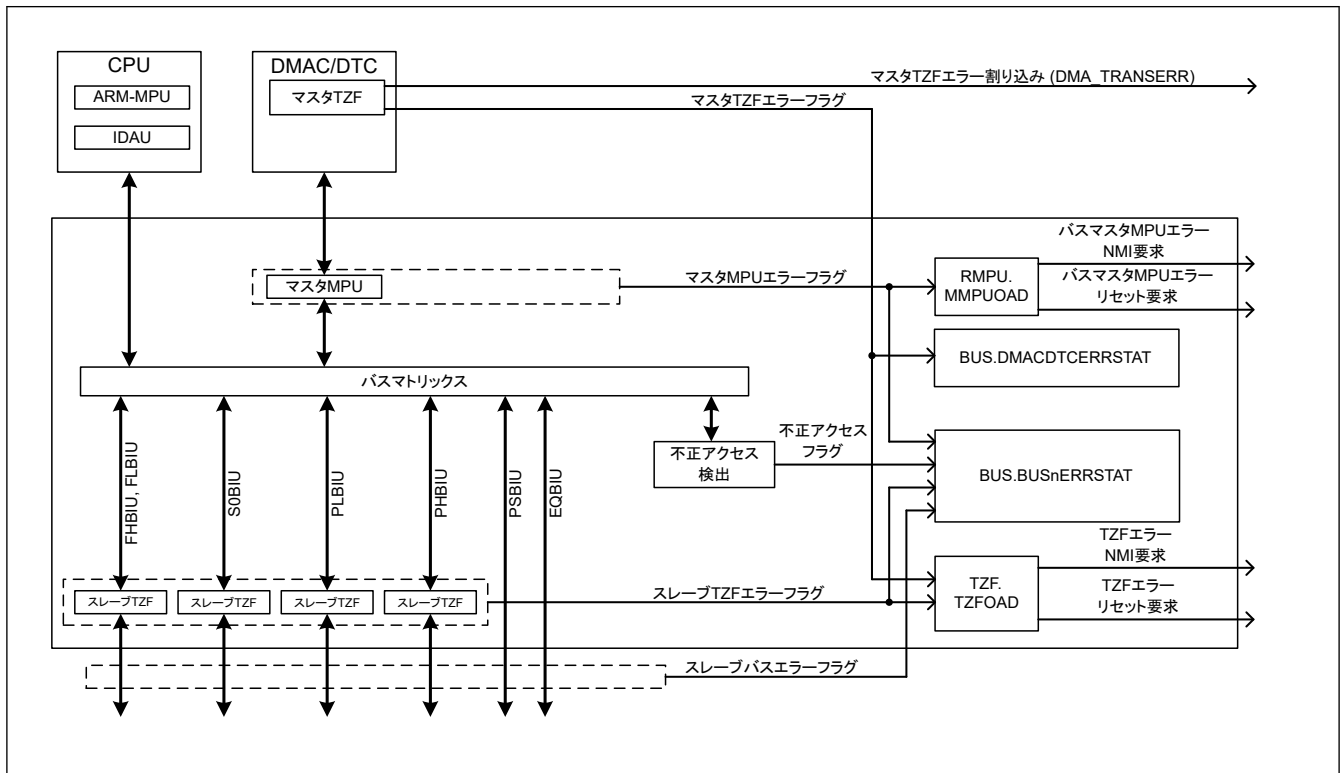 CPU
ARM-MPU
IDAU
DMAC/DTC
マスタTZF
マスタTZFエラー割り込み (DMA_TRANSERR)
マスタTZFエラーフラグ
マスタMPU
マスタMPUエラーフラグ
RMPU.
MMPUOAD
バスマスタMPUエラー
NMI要求
バスマスタMPUエラー
リセット要求
BUS.DMACDTCERRSTAT
バスマトリックス
FHBIU, FLBIU
S0BIU
PLBIU
PHBIU
PSBIU
EQBIU
不正アクセス
検出
不正アクセス
フラグ
BUS.BUSnERRSTAT
スレーブTZF
スレーブTZF
スレーブTZF
スレーブTZF
スレーブTZFエラーフラグ
TZF.
TZFOAD
TZFエラー
NMI要求
TZFエラー
リセット要求
スレーブバスエラーフラグ